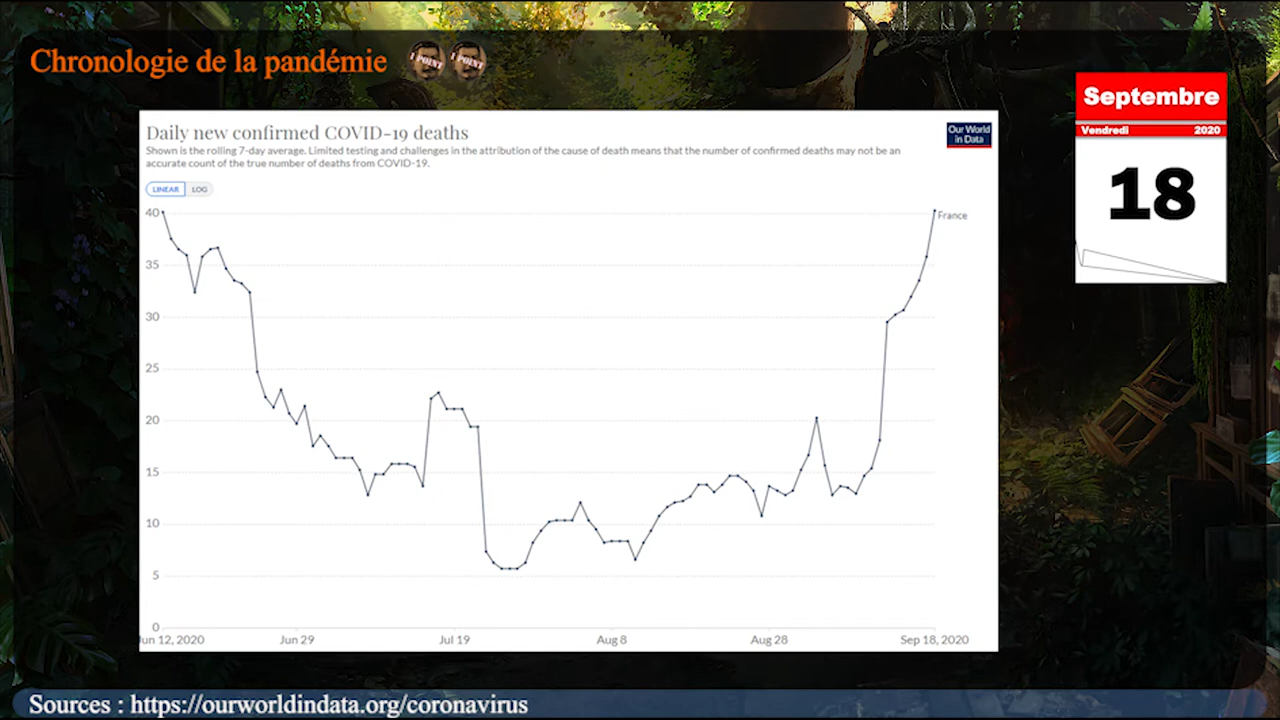 Chronologie de la pandémie
POINT POINT
Septembre
Vendredi 2020
18
Daily new confirmed COVID-19 deaths
Our World
in Data
Shown is the rolling 7-day average. Limited testing and challenges in the attribution of the cause of death means that the number of confirmed deaths may not be an
accurate count of the true number of deaths from COVID-19.
LINEAR LOG
40
France
35
30
25
20
15
10
5
0
un 12, 2020 Jun 29 Jul 19 Aug 8 Aug 28 Sep 18, 2020
Sources : https://ourworldindata.org/coronavirus